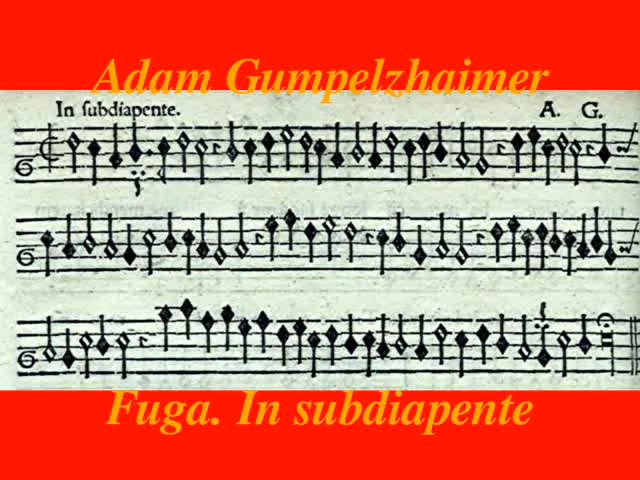 Adam Gumpelzhaimer
In ſubdiapente.
A. G.
Fuga. In subdiapente